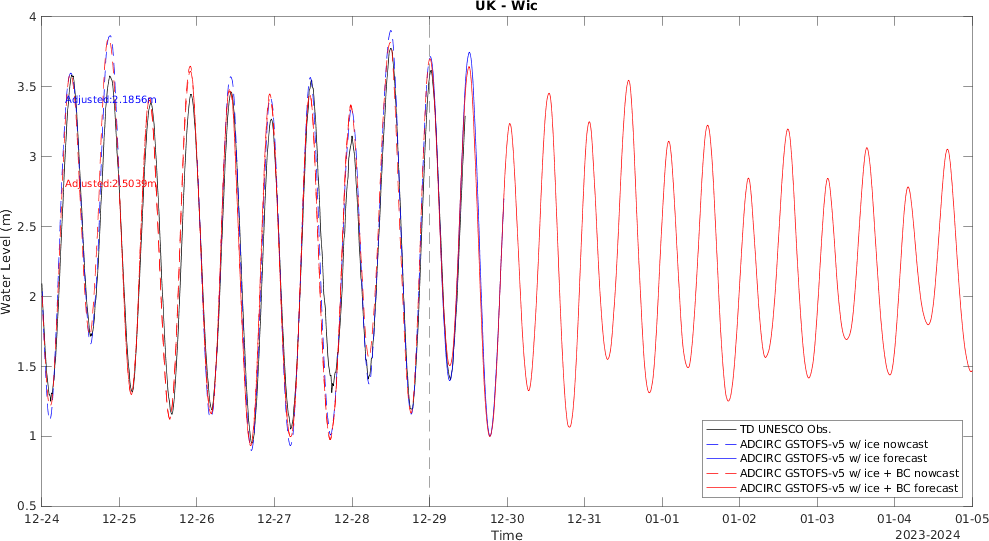 UK - Wic
4
3.5
3
2.5
2
1.5
1
0.5
Water Level (m)
Adjusted:2.1856m
Adjusted:2.5039m
TD UNESCO Obs.
ADCIRC GSTOFS-v5 w/ ice nowcast
ADCIRC GSTOFS-v5 w/ ice forecast
ADCIRC GSTOFS-v5 w/ ice + BC nowcast
ADCIRC GSTOFS-v5 w/ ice + BC forecast
12-24 12-25 12-26 12-27 12-28 12-29 12-30 12-31 01-01 01-02 01-03 01-04 01-05
Time
2023-2024